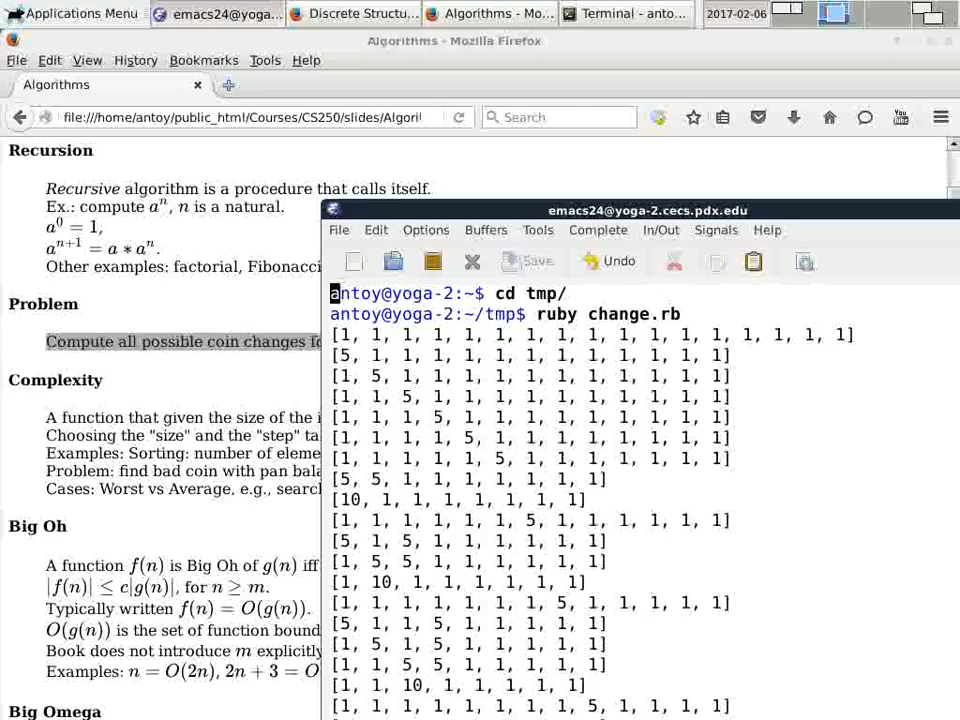 Applications Menu emacs24@yoga... Discrete Structu... Algorithms - Mo... Terminal - anto... 2017-02-06
Algorithms - Mozilla Firefox
File Edit View History Bookmarks Tools Help
Algorithms
file:///home/antoy/public_html/Courses/CS250/slides/Algori Search
Recursion
Recursive algorithm is a procedure that calls itself.
Ex.: compute aⁿ, n is a natural.
a⁰ = 1,
aⁿ⁺¹ = a ∗ aⁿ.
Other examples: factorial, Fibonacci
Problem
Compute all possible coin changes fo
Complexity
A function that given the size of the i
Choosing the "size" and the "step" ta
Examples: Sorting: number of eleme
Problem: find bad coin with pan bala
Cases: Worst vs Average, e.g., search
Big Oh
A function f(n) is Big Oh of g(n) iff
|f(n)| ≤ c|g(n)|, for n ≥ m.
Typically written f(n) = O(g(n)).
O(g(n)) is the set of function bound
Book does not introduce m explicitly
Examples: n = O(2n), 2n + 3 = O
Big Omega
emacs24@yoga-2.cecs.pdx.edu
File Edit Options Buffers Tools Complete In/Out Signals Help
Save Undo
antoy@yoga-2:~$ cd tmp/
antoy@yoga-2:~/tmp$ ruby change.rb
[1, 1, 1, 1, 1, 1, 1, 1, 1, 1, 1, 1, 1, 1, 1, 1, 1]
[5, 1, 1, 1, 1, 1, 1, 1, 1, 1, 1, 1, 1]
[1, 5, 1, 1, 1, 1, 1, 1, 1, 1, 1, 1, 1]
[1, 1, 5, 1, 1, 1, 1, 1, 1, 1, 1, 1, 1]
[1, 1, 1, 5, 1, 1, 1, 1, 1, 1, 1, 1, 1]
[1, 1, 1, 1, 5, 1, 1, 1, 1, 1, 1, 1, 1]
[1, 1, 1, 1, 1, 5, 1, 1, 1, 1, 1, 1, 1]
[5, 5, 1, 1, 1, 1, 1, 1, 1]
[10, 1, 1, 1, 1, 1, 1, 1]
[1, 1, 1, 1, 1, 1, 5, 1, 1, 1, 1, 1, 1]
[5, 1, 5, 1, 1, 1, 1, 1, 1]
[1, 5, 5, 1, 1, 1, 1, 1, 1]
[1, 10, 1, 1, 1, 1, 1, 1]
[1, 1, 1, 1, 1, 1, 1, 5, 1, 1, 1, 1, 1]
[5, 1, 1, 5, 1, 1, 1, 1, 1]
[1, 5, 1, 5, 1, 1, 1, 1, 1]
[1, 1, 5, 5, 1, 1, 1, 1, 1]
[1, 1, 10, 1, 1, 1, 1, 1]
[1, 1, 1, 1, 1, 1, 1, 1, 5, 1, 1, 1, 1]